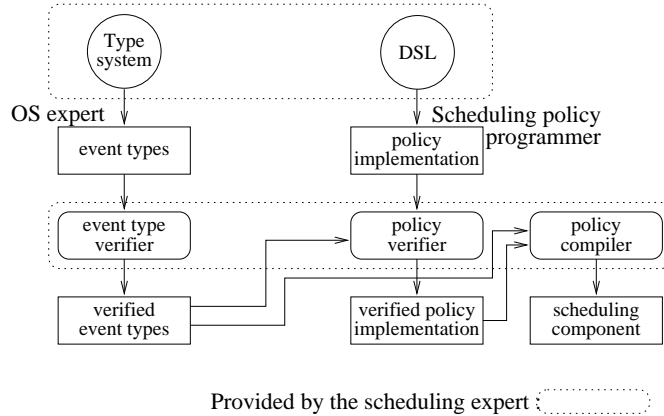 Type
system
DSL
OS expert
Scheduling policy
programmer
event types
policy
implementation
event type
verifier
policy
verifier
policy
compiler
verified
event types
verified policy
implementation
scheduling
component
Provided by the scheduling expert :